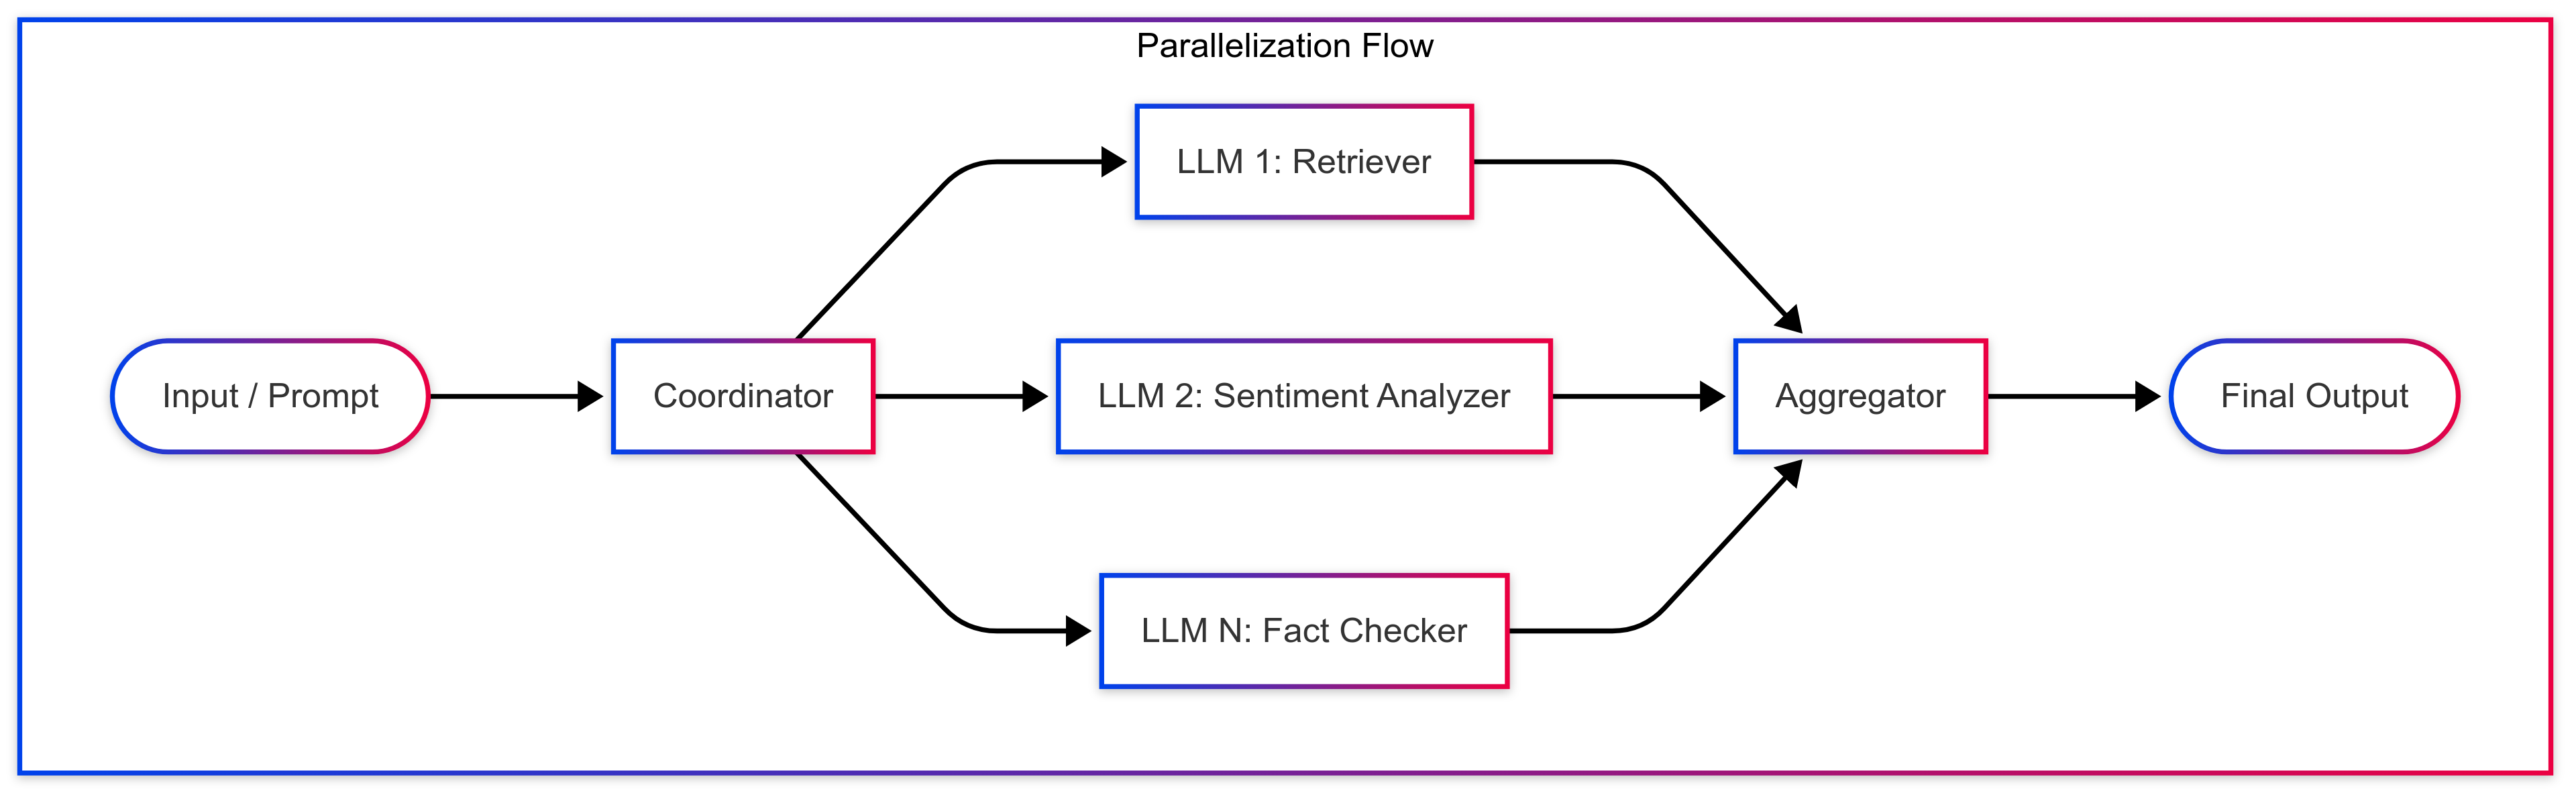 Parallelization Flow
LLM 1: Retriever
Input / Prompt
Coordinator
LLM 2: Sentiment Analyzer
Aggregator
Final Output
LLM N: Fact Checker